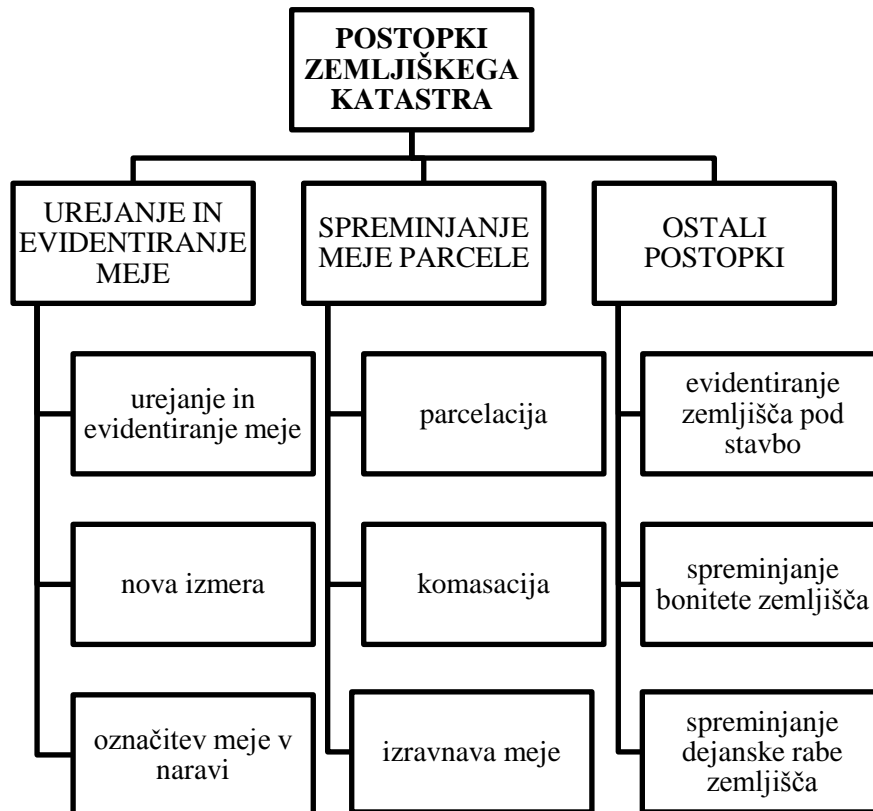 POSTOPKI
ZEMLJIŠKEGA
KATASTRA
UREJANJE IN
EVIDENTIRANJE
MEJE
urejanje in
evidentiranje meje
nova izmera
označitev meje v
naravi
SPREMINJANJE
MEJE PARCELE
parcelacija
komasacija
izravnava meje
OSTALI
POSTOPKI
evidentiranje
zemljišča pod
stavbo
spreminjanje
bonitete zemljišča
spreminjanje
dejanske rabe
zemljišča